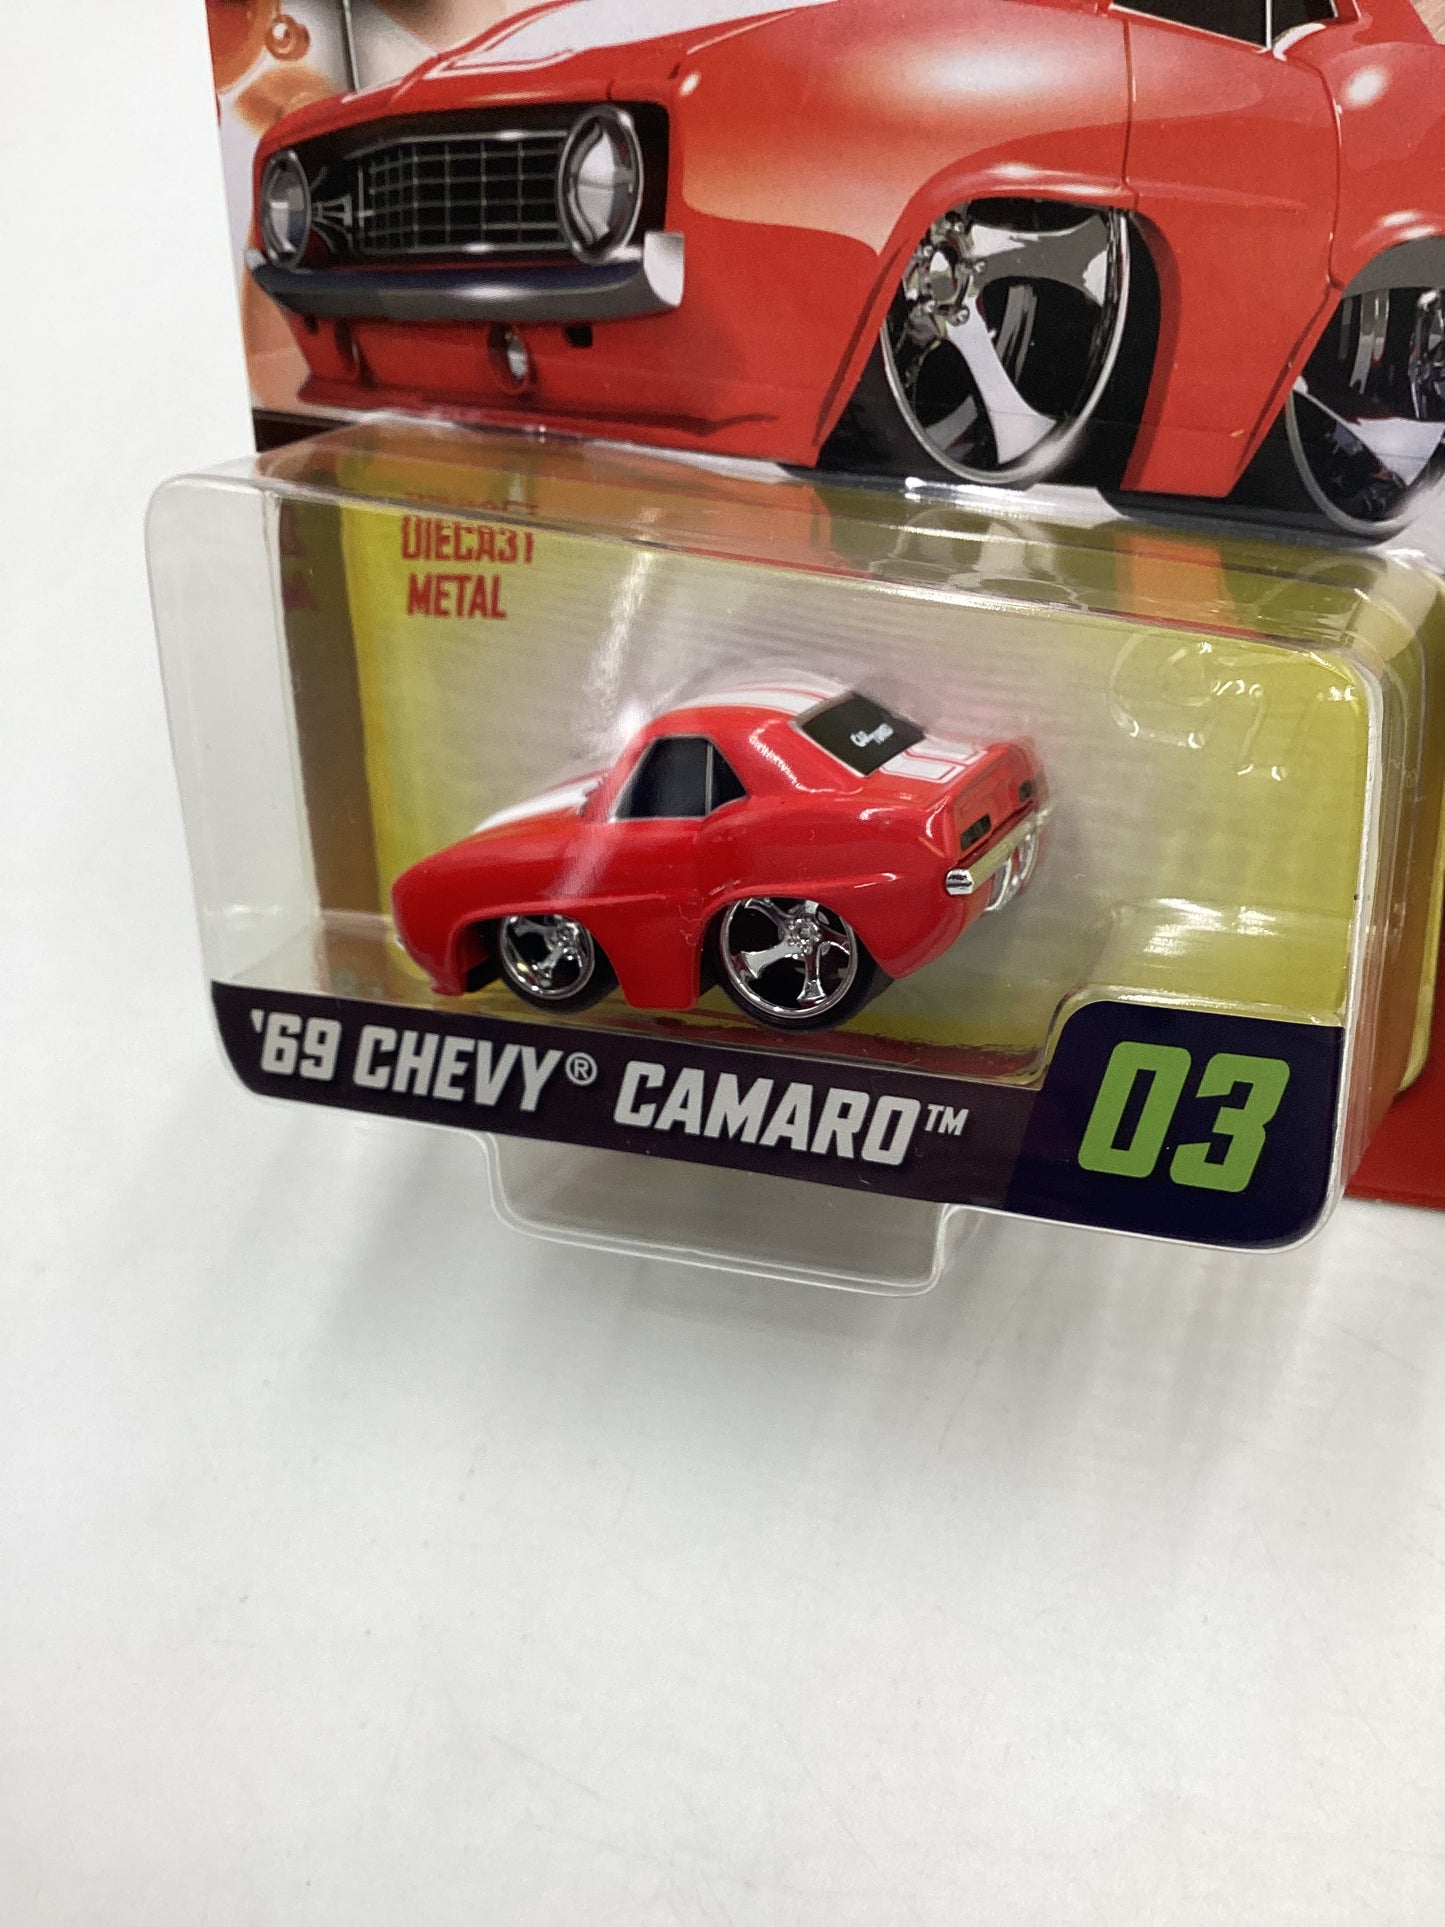 DIECAST
METAL
'69 CHEVY® CAMARO™ 03